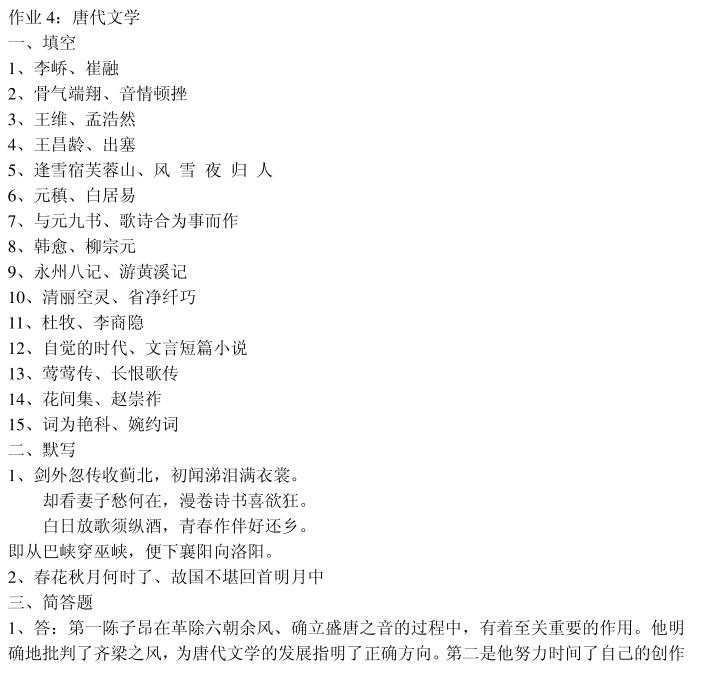 作业 4：唐代文学
一、填空
1、李峤、崔融
2、骨气端翔、音情顿挫
3、王维、孟浩然
4、王昌龄、出塞
5、逢雪宿芙蓉山、风 雪 夜 归 人
6、元稹、白居易
7、与元九书、歌诗合为事而作
8、韩愈、柳宗元
9、永州八记、游黄溪记
10、清丽空灵、省净纤巧
11、杜牧、李商隐
12、自觉的时代、文言短篇小说
13、莺莺传、长恨歌传
14、花间集、赵崇祚
15、词为艳科、婉约词
二、默写
1、剑外忽传收蓟北，初闻涕泪满衣裳。
却看妻子愁何在，漫卷诗书喜欲狂。
白日放歌须纵酒，青春作伴好还乡。
即从巴峡穿巫峡，便下襄阳向洛阳。
2、春花秋月何时了、故国不堪回首明月中
三、简答题
1、答：第一陈子昂在革除六朝余风、确立盛唐之音的过程中，有着至关重要的作用。他明
确地批判了齐梁之风，为唐代文学的发展指明了正确方向。第二是他努力时间了自己的创作